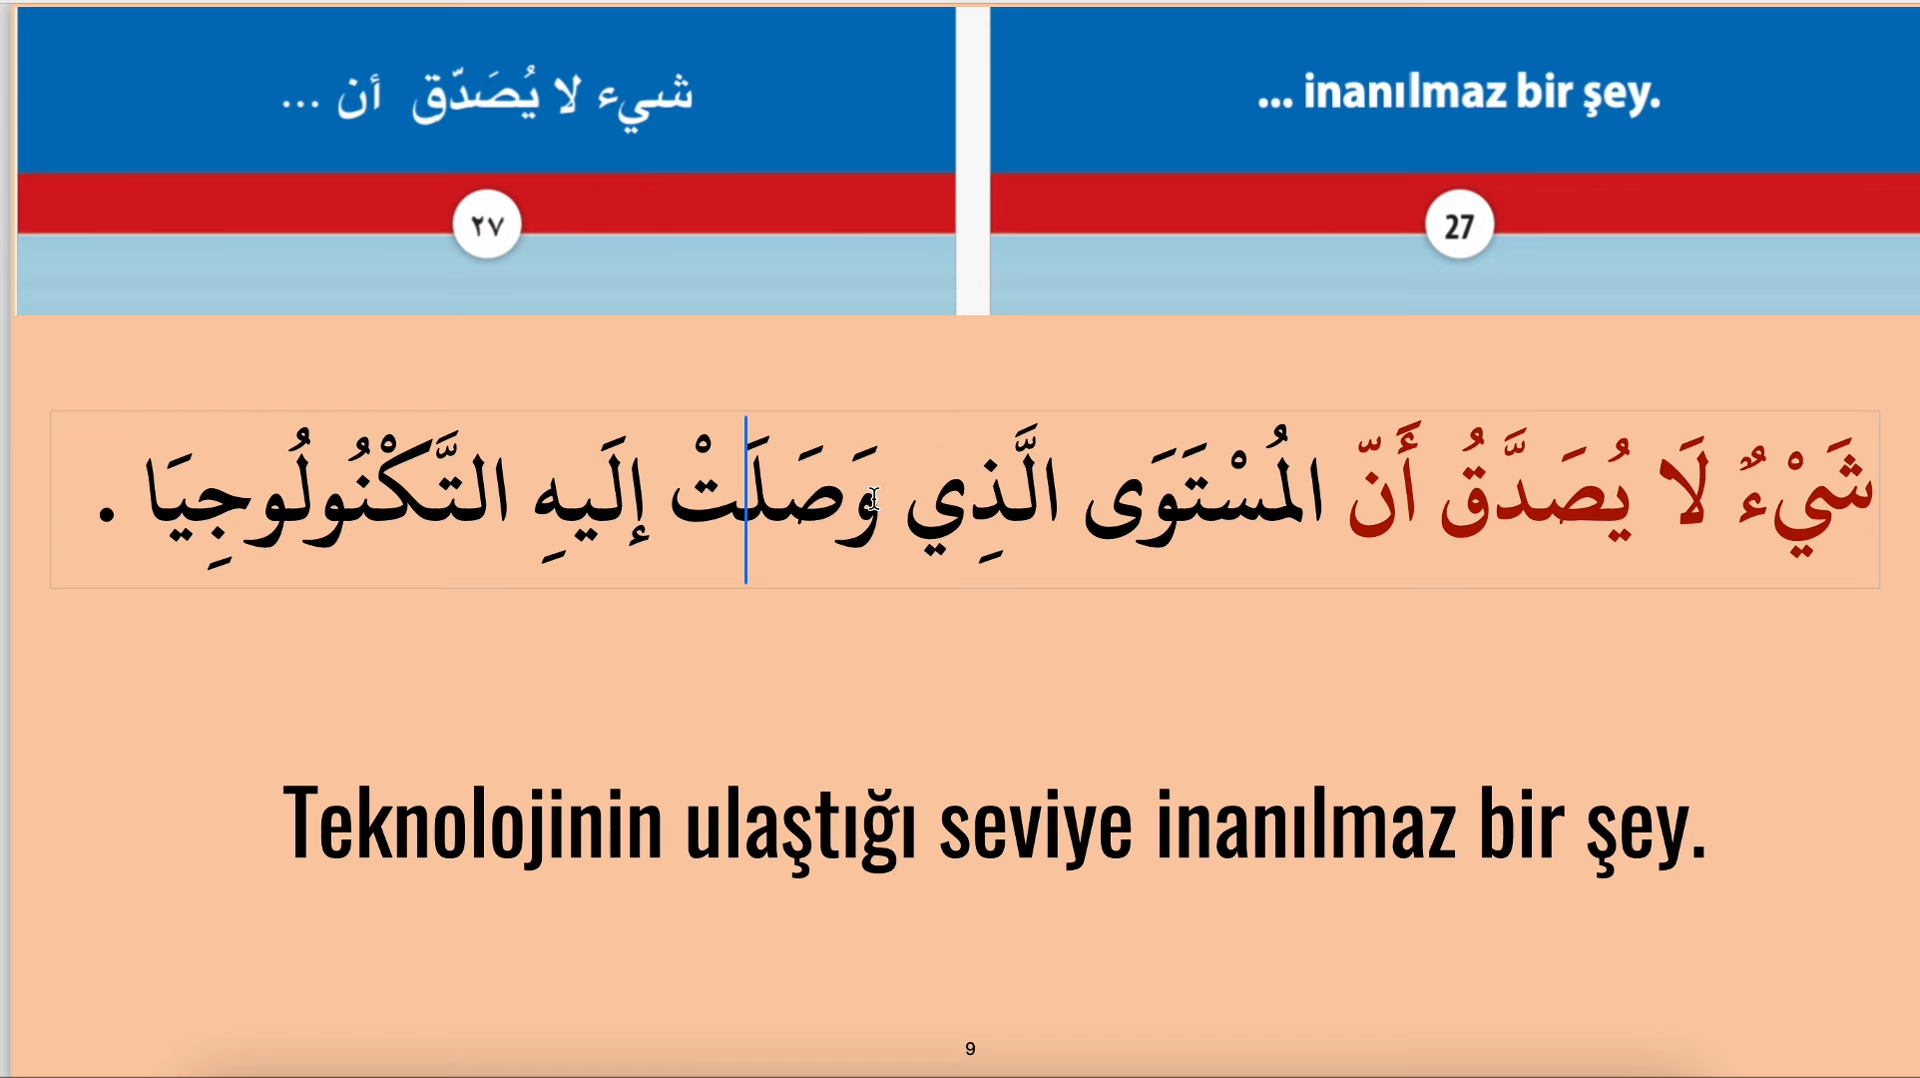 شيء لا يُصَدّق أن ...
... inanılmaz bir şey.
٢٧
27
شَيْءٌ لَا يُصَدَّقُ أَنّ المُسْتَوَى الَّذِي وَصَلَتْ إلَيهِ التَّكْنُولُوجِيَا .
Teknolojinin ulaştığı seviye inanılmaz bir şey.
9